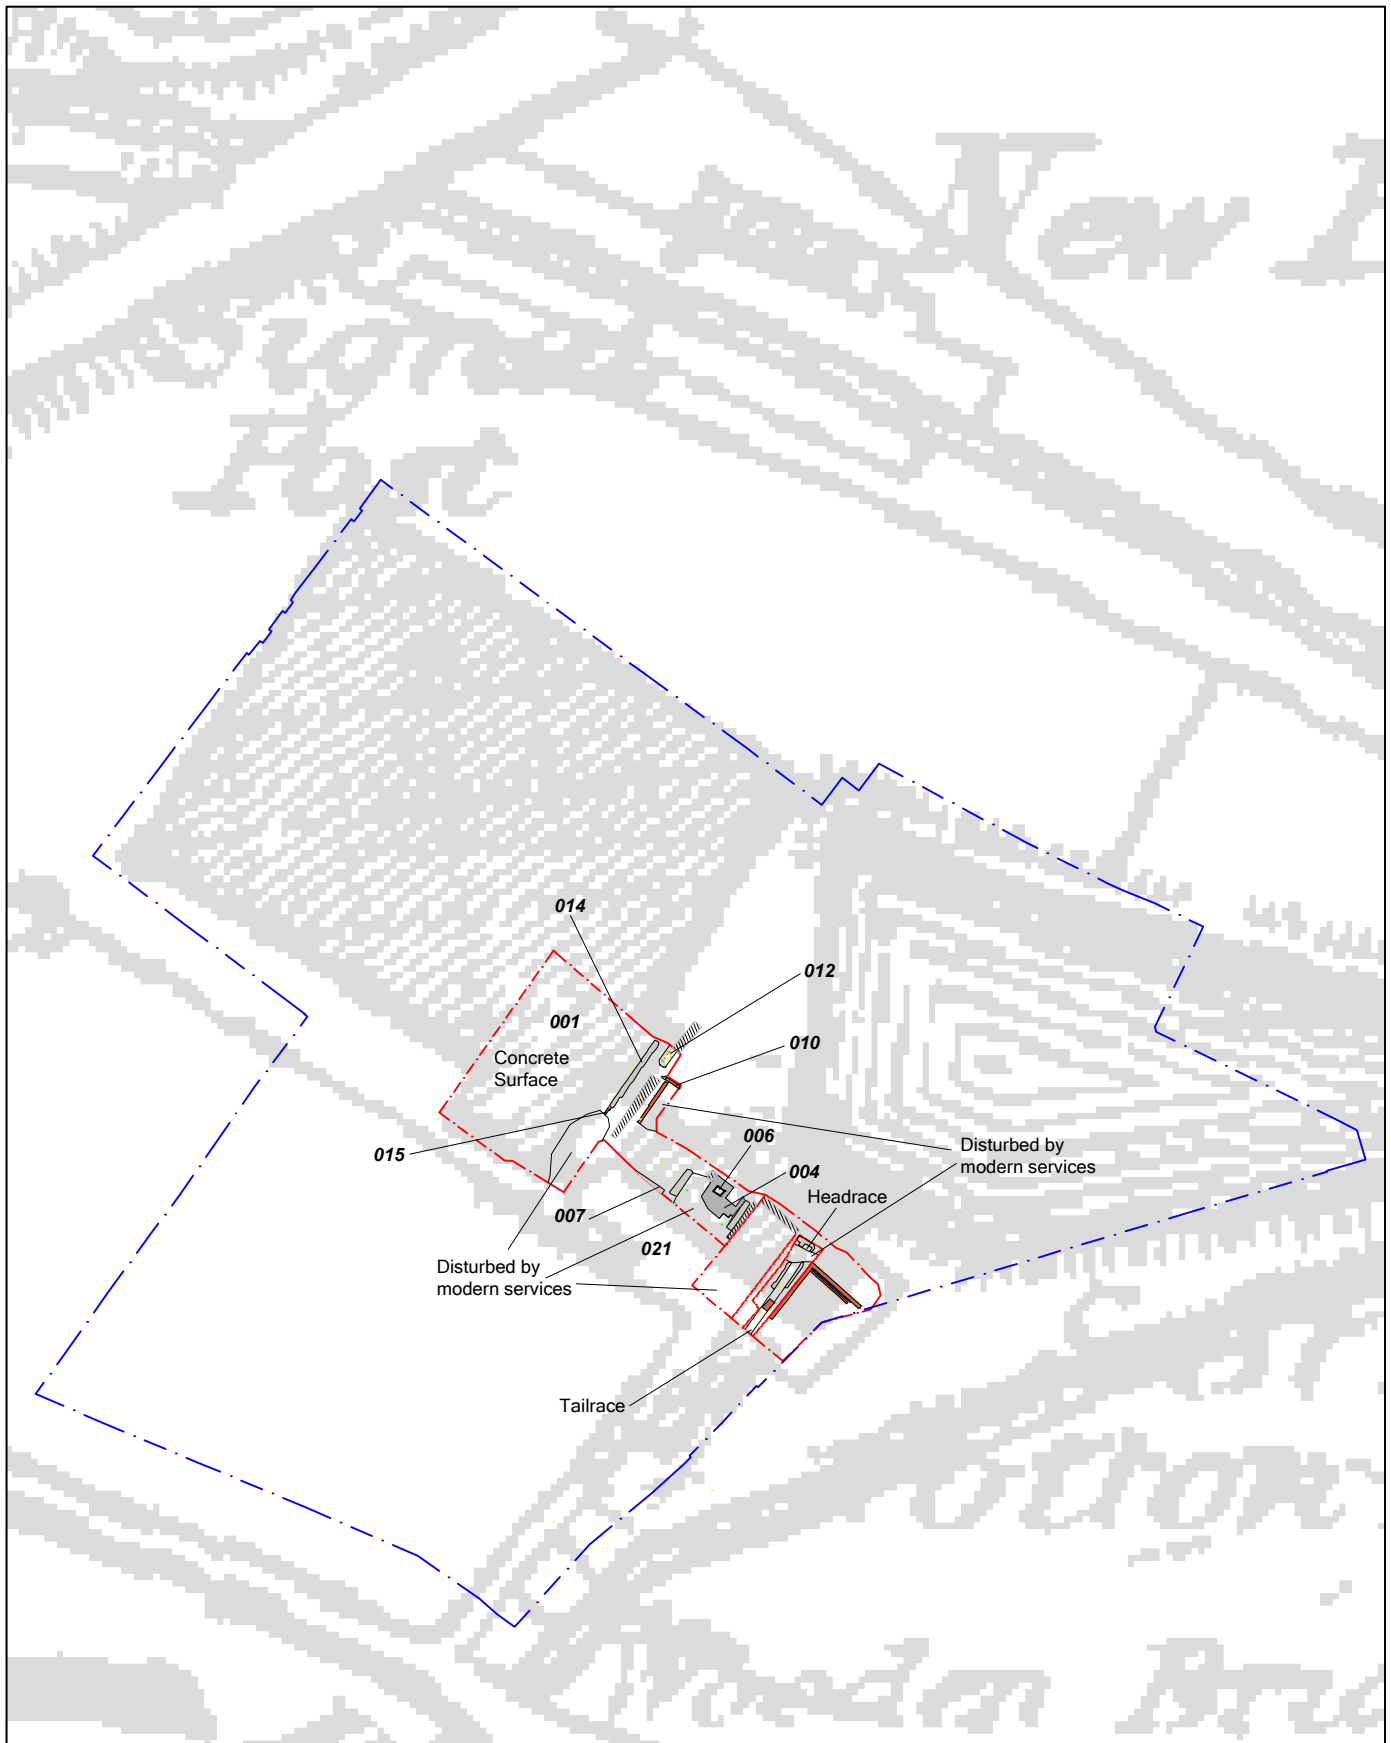 New
Iron
014
012
001
010
Concrete
Surface
006
Disturbed by
modern services
015
004
Headrace
007
021
Disturbed by
modern services
Tailrace